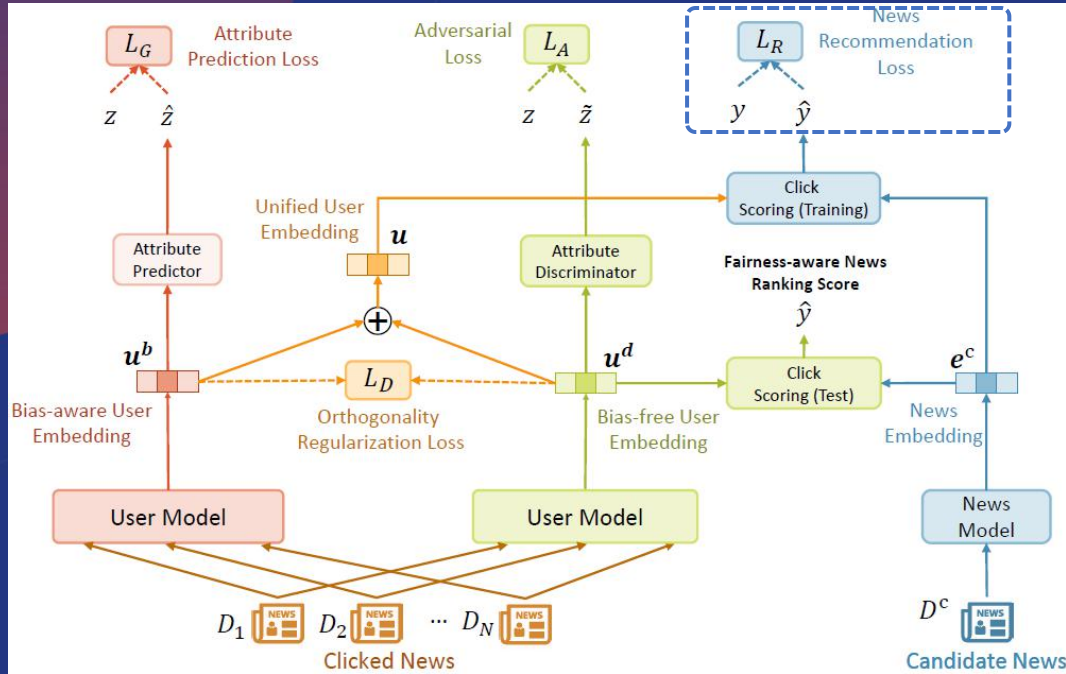 L_G
Attribute
Prediction Loss
z
ẑ
Adversarial
Loss
L_A
z
z̃
L_R
News
Recommendation
Loss
y
ŷ
Unified User
Embedding
u
Click
Scoring (Training)
Attribute
Predictor
Attribute
Discriminator
Fairness-aware News
Ranking Score
ŷ
+
u^b
L_D
u^d
Click
Scoring (Test)
e^c
Bias-aware User
Embedding
Orthogonality
Regularization Loss
Bias-free User
Embedding
News
Embedding
User Model
User Model
News
Model
D_1
NEWS
D_2
NEWS
...
D_N
NEWS
Clicked News
D^c
NEWS
Candidate News